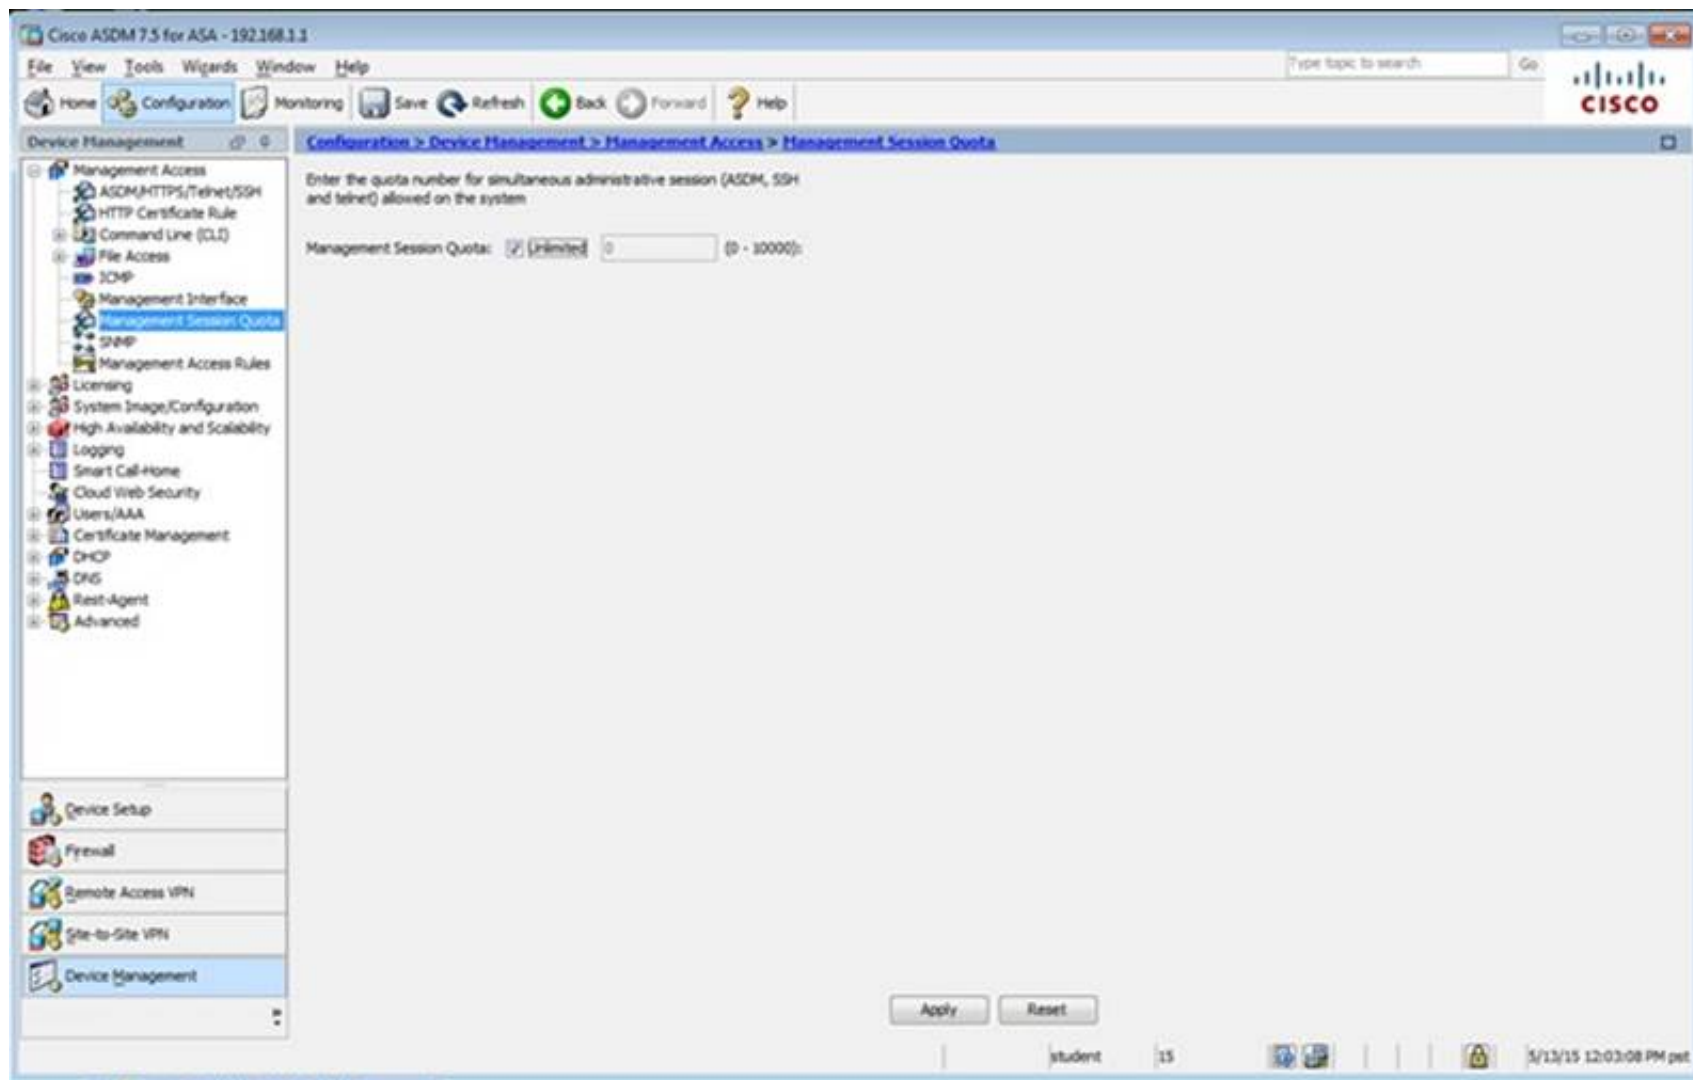 Cisco ASDM 7.5 for ASA - 192.168.1.1
File View Tools Wizards Window Help
Type topic to search Go
Home Configuration Monitoring Save Refresh Back Forward Help
CISCO
Device Management
Configuration > Device Management > Management Access > Management Session Quota
Management Access
ASDM/HTTPS/Telnet/SSH
HTTP Certificate Rule
Command Line (CLI)
File Access
ICMP
Management Interface
Management Session Quota
SNMP
Management Access Rules
Licensing
System Image/Configuration
High Availability and Scalability
Logging
Smart Call-Home
Cloud Web Security
Users/AAA
Certificate Management
DHCP
DNS
Rest-Agent
Advanced
Enter the quota number for simultaneous administrative session (ASDM, SSH
and telnet) allowed on the system
Management Session Quota: Unlimited 0 (0 - 10000):
Device Setup
Firewall
Remote Access VPN
Site-to-Site VPN
Device Management
Apply Reset
student 15 5/13/15 12:03:08 PM pst